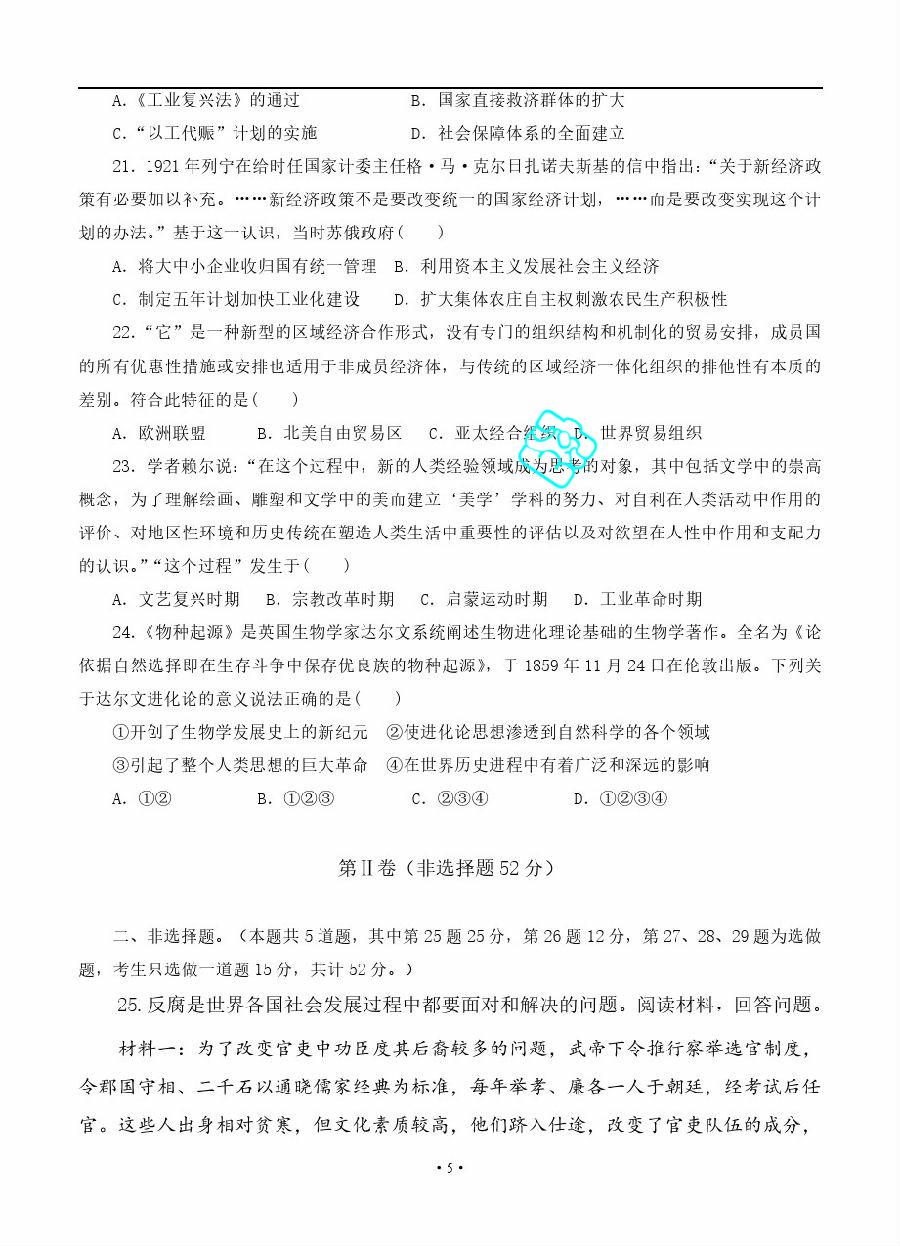 A.《工业复兴法》的通过 B. 国家直接救济群体的扩大
C.“以工代赈”计划的实施 D. 社会保障体系的全面建立
21. 1921年列宁在给时任国家计委主任格·马·克尔日扎诺夫斯基的信中指出：“关于新经济政
策有必要加以补充。……新经济政策不是要改变统一的国家经济计划，……而是要改变实现这个计
划的办法。”基于这一认识，当时苏俄政府( )
A. 将大中小企业收归国有统一管理 B. 利用资本主义发展社会主义经济
C. 制定五年计划加快工业化建设 D. 扩大集体农庄自主权刺激农民生产积极性
22.“它”是一种新型的区域经济合作形式，没有专门的组织结构和机制化的贸易安排，成员国
的所有优惠性措施或安排也适用于非成员经济体，与传统的区域经济一体化组织的排他性有本质的
差别。符合此特征的是( )
A. 欧洲联盟 B. 北美自由贸易区 C. 亚太经合组织 D. 世界贸易组织
23. 学者赖尔说：“在这个过程中，新的人类经验领域成为思考的对象，其中包括文学中的崇高
概念，为了理解绘画、雕塑和文学中的美而建立‘美学’学科的努力、对自利在人类活动中作用的
评价、对地区性环境和历史传统在塑造人类生活中重要性的评估以及对欲望在人性中作用和支配力
的认识。”“这个过程”发生于( )
A. 文艺复兴时期 B. 宗教改革时期 C. 启蒙运动时期 D. 工业革命时期
24.《物种起源》是英国生物学家达尔文系统阐述生物进化理论基础的生物学著作。全名为《论
依据自然选择即在生存斗争中保存优良族的物种起源》，于 1859 年 11 月 24 日在伦敦出版。下列关
于达尔文进化论的意义说法正确的是( )
①开创了生物学发展史上的新纪元 ②使进化论思想渗透到自然科学的各个领域
③引起了整个人类思想的巨大革命 ④在世界历史进程中有着广泛和深远的影响
A. ①② B. ①②③ C. ②③④ D. ①②③④
第Ⅱ卷（非选择题 52 分）
二、非选择题。（本题共 5 道题，其中第 25 题 25 分，第 26 题 12 分，第 27、28、29 题为选做
题，考生只选做一道题 15 分，共计 52 分。）
25. 反腐是世界各国社会发展过程中都要面对和解决的问题。阅读材料，回答问题。
材料一：为了改变官吏中功臣度其后裔较多的问题，武帝下令推行察举选官制度，
令郡国守相、二千石以通晓儒家经典为标准，每年举孝、廉各一人于朝廷，经考试后任
官。这些人出身相对贫寒，但文化素质较高，他们跻入仕途，改变了官吏队伍的成分，
·5·